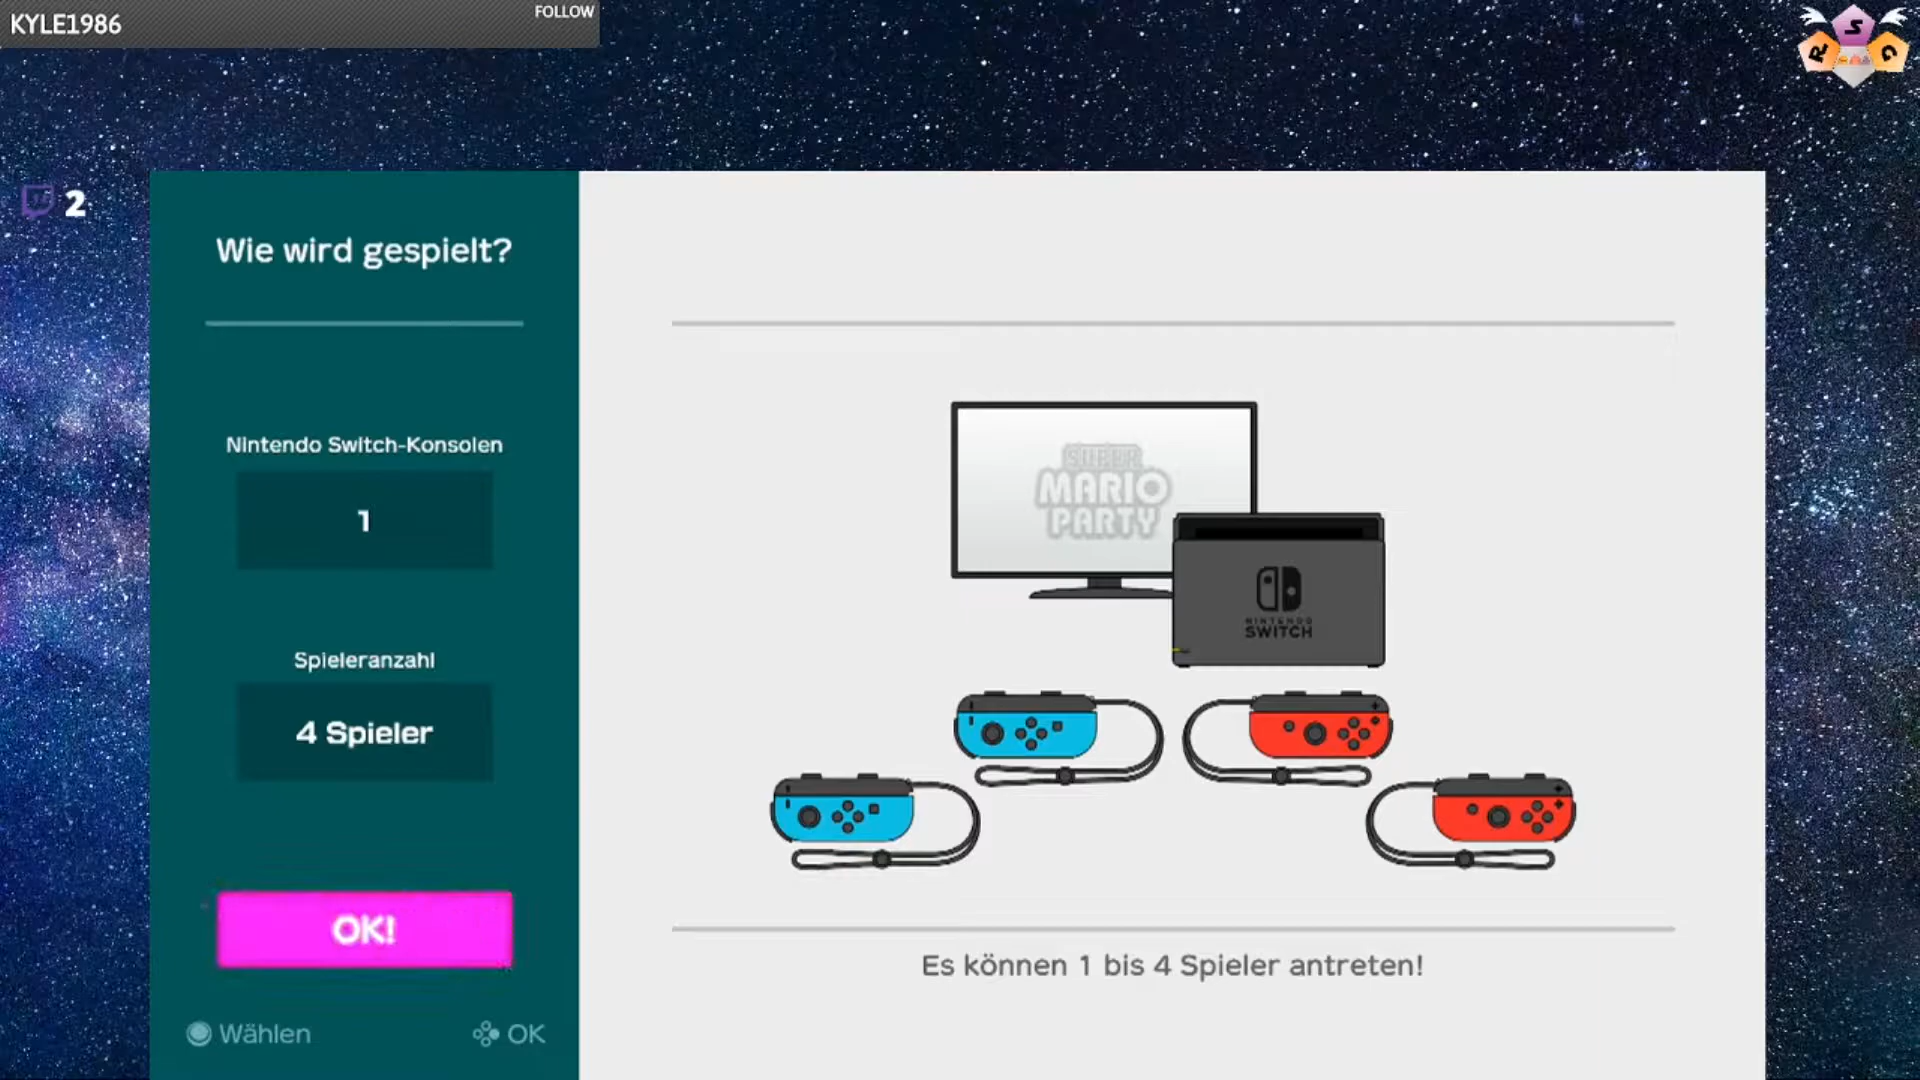 KYLE1986
FOLLOW
R S G
2
Wie wird gespielt?
Nintendo Switch-Konsolen
1
Spieleranzahl
4 Spieler
OK!
Wählen
OK
SUPER
MARIO
PARTY
NINTENDO
SWITCH
Es können 1 bis 4 Spieler antreten!